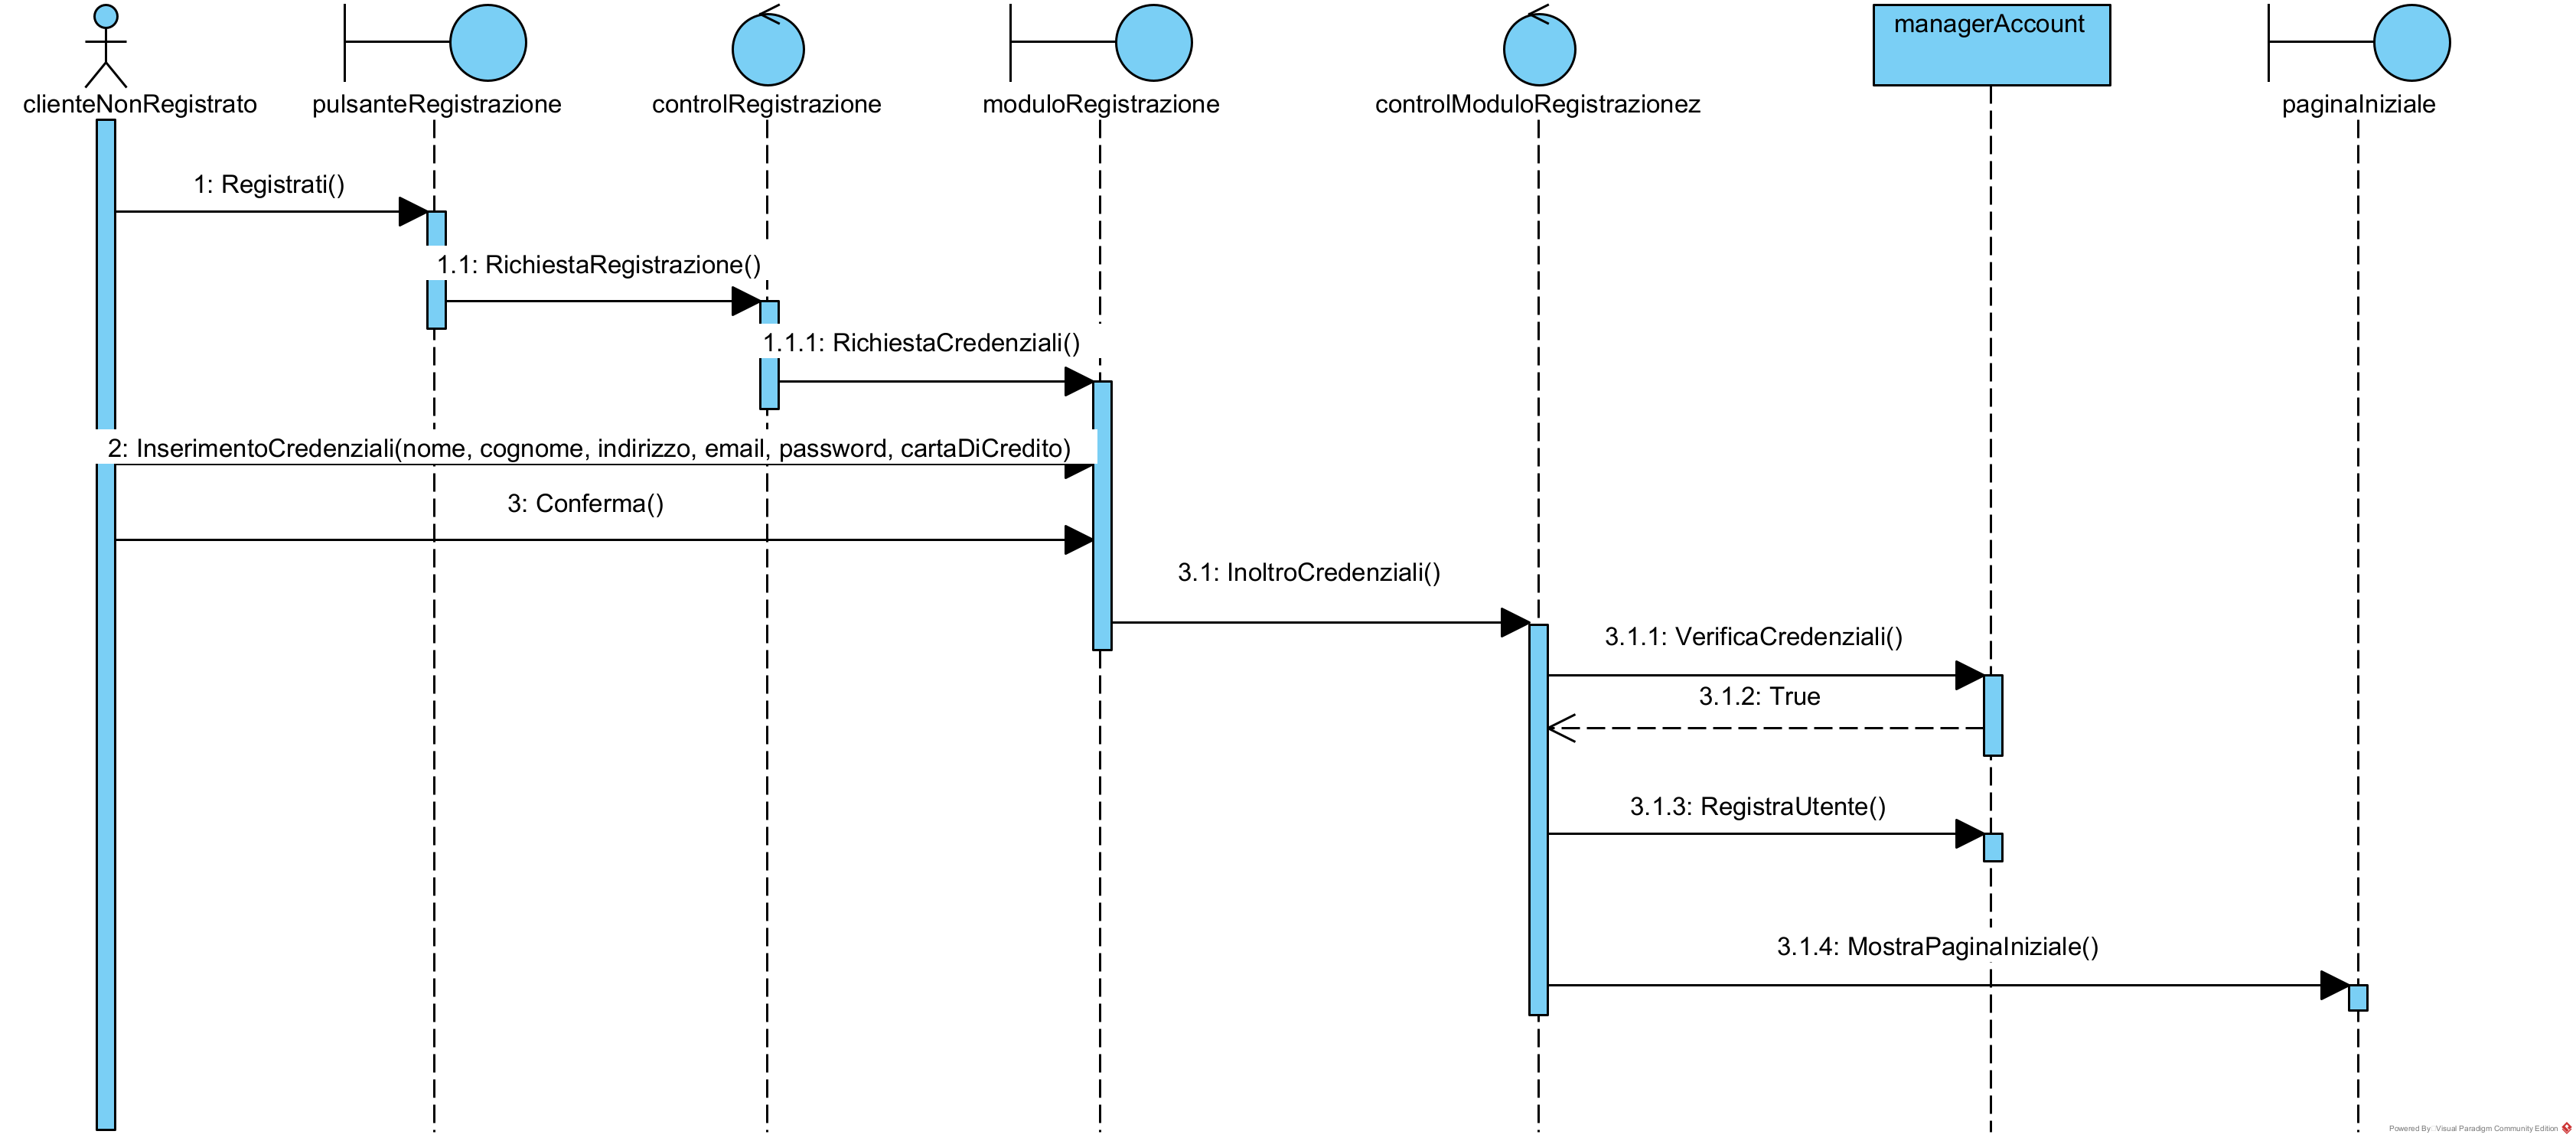 managerAccount
clienteNonRegistrato
pulsanteRegistrazione
controlRegistrazione
moduloRegistrazione
controlModuloRegistrazionez
paginaIniziale
1: Registrati()
1.1: RichiestaRegistrazione()
1.1.1: RichiestaCredenziali()
2: InserimentoCredenziali(nome, cognome, indirizzo, email, password, cartaDiCredito)
3: Conferma()
3.1: InoltroCredenziali()
3.1.1: VerificaCredenziali()
3.1.2: True
3.1.3: RegistraUtente()
3.1.4: MostraPaginaIniziale()
Powered By: Visual Paradigm Community Edition